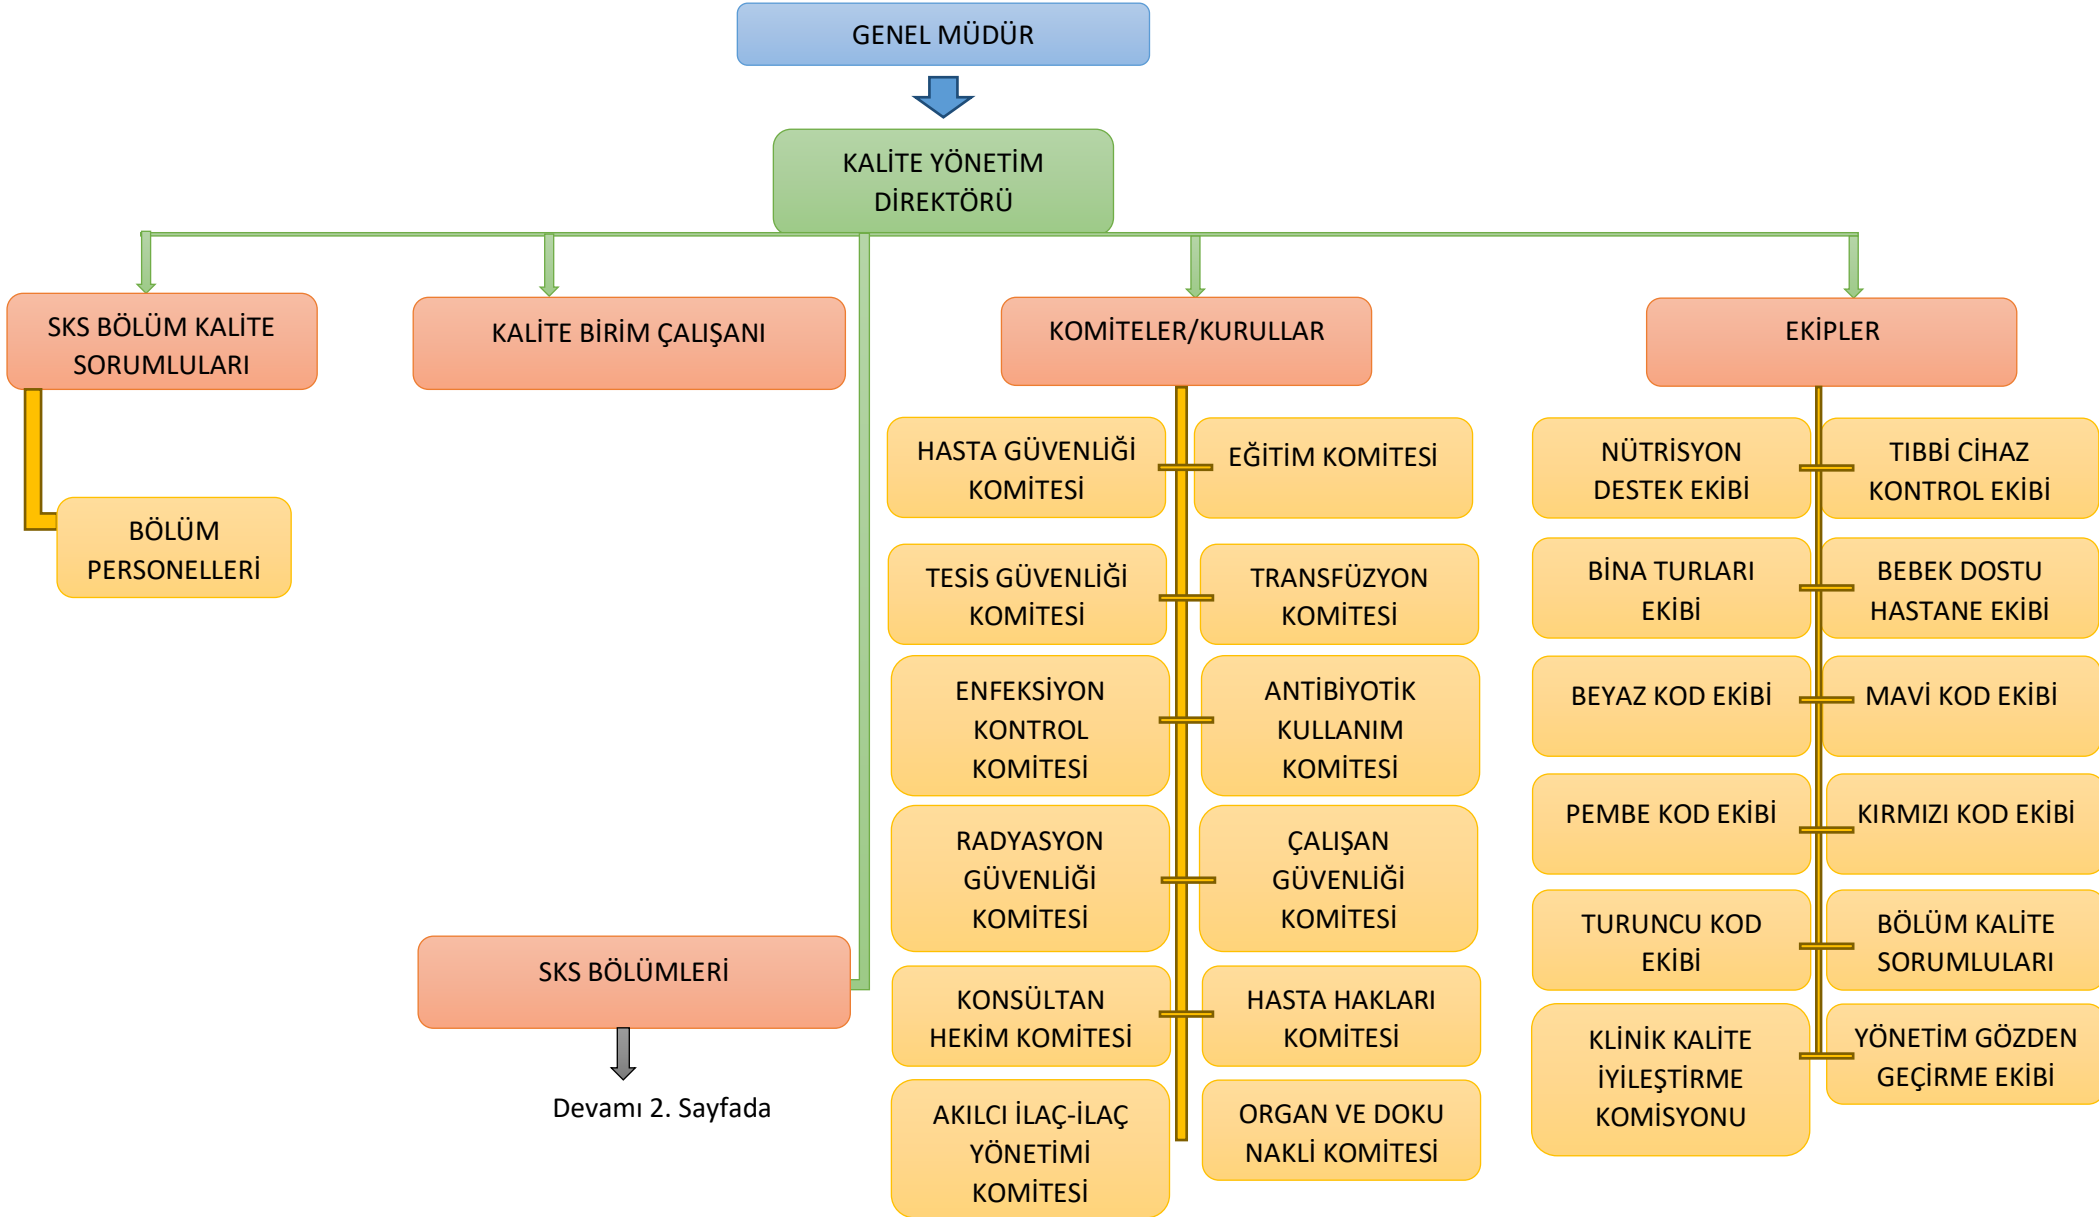 GENEL MÜDÜR
KALİTE YÖNETİM
DİREKTÖRÜ
SKS BÖLÜM KALİTE
SORUMLULARI
BÖLÜM
PERSONELLERİ
KALİTE BİRİM ÇALIŞANI
SKS BÖLÜMLERİ
Devamı 2. Sayfada
KOMİTELER/KURULLAR
HASTA GÜVENLİĞİ
KOMİTESİ
EĞİTİM KOMİTESİ
TESİS GÜVENLİĞİ
KOMİTESİ
TRANSFÜZYON
KOMİTESİ
ENFEKSİYON
KONTROL
KOMİTESİ
ANTİBİYOTİK
KULLANIM
KOMİTESİ
RADYASYON
GÜVENLİĞİ
KOMİTESİ
ÇALIŞAN
GÜVENLİĞİ
KOMİTESİ
KONSÜLTAN
HEKİM KOMİTESİ
HASTA HAKLARI
KOMİTESİ
AKILCI İLAÇ-İLAÇ
YÖNETİMİ
KOMİTESİ
ORGAN VE DOKU
NAKLİ KOMİTESİ
EKİPLER
NÜTRİSYON
DESTEK EKİBİ
TIBBİ CİHAZ
KONTROL EKİBİ
BİNA TURLARI
EKİBİ
BEBEK DOSTU
HASTANE EKİBİ
BEYAZ KOD EKİBİ
MAVİ KOD EKİBİ
PEMBE KOD EKİBİ
KIRMIZI KOD EKİBİ
TURUNCU KOD
EKİBİ
BÖLÜM KALİTE
SORUMLULARI
KLİNİK KALİTE
İYİLEŞTİRME
KOMİSYONU
YÖNETİM GÖZDEN
GEÇİRME EKİBİ